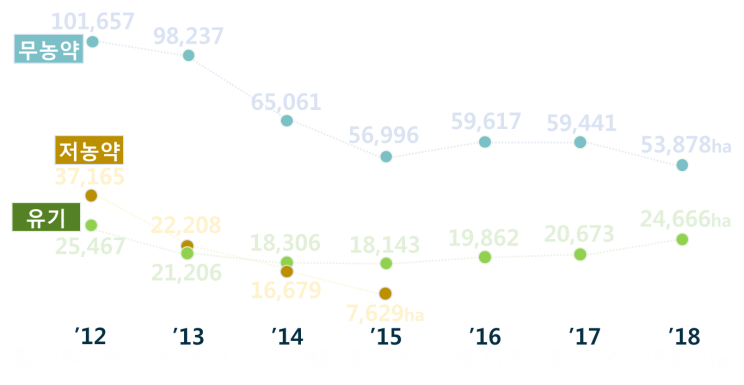 101,657
무농약
98,237
65,061
56,996
59,617
59,441
53,878ha
저농약
37,165
유기
25,467
22,208
21,206
18,306
16,679
18,143
7,629ha
19,862
20,673
24,666ha
’12 ’13 ’14 ’15 ’16 ’17 ’18